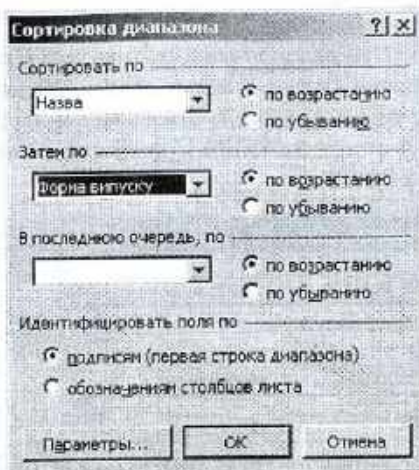 Сортировка диапазона
Сортировать по
Назва
по возрастанию
по убыванию
Затем по
Форма випуску
по возрастанию
по убыванию
В последнюю очередь, по
по возрастанию
по убыванию
Идентифицировать поля по
подписям (первая строка диапазона)
обозначениям столбцов листа
Параметры... ОК Отмена